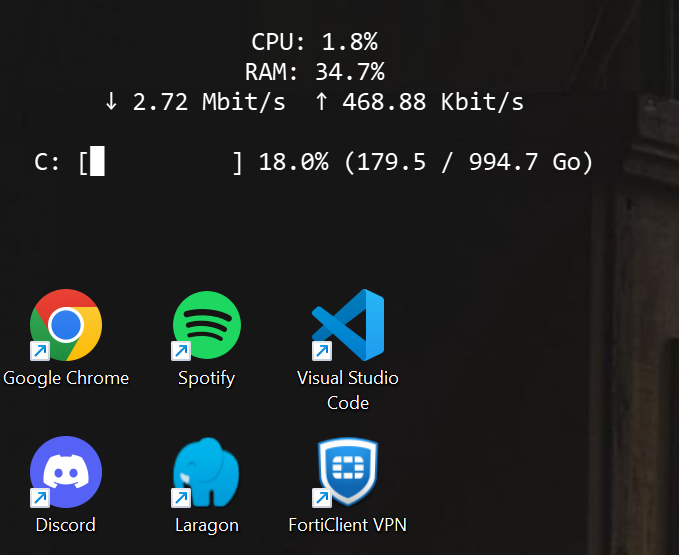 CPU: 1.8%
RAM: 34.7%
↓ 2.72 Mbit/s ↑ 468.88 Kbit/s
C: [█ ] 18.0% (179.5 / 994.7 Go)
Google Chrome
Spotify
Visual Studio
Code
Discord
Laragon
FortiClient VPN